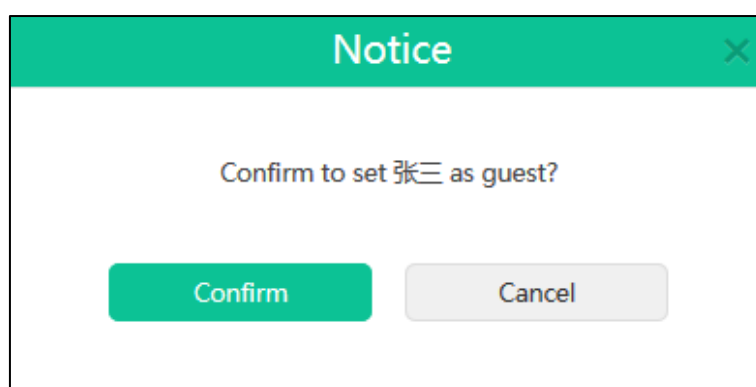 Notice
Confirm to set 张三 as guest?
Confirm
Cancel